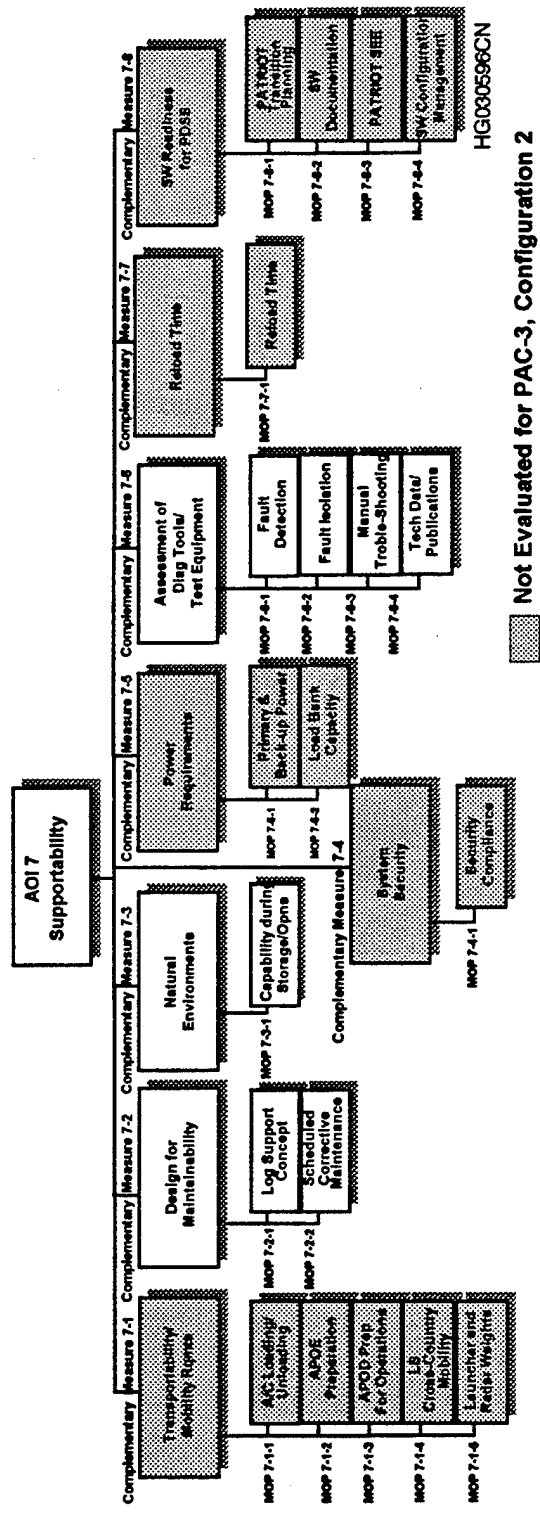 AOI 7
Supportability
Complementary Measure 7-1
Transportability/
Mobility Rqmts
MOP 7-1-1
A/C Loading/
Unloading
MOP 7-1-2
APOE
Preparation
MOP 7-1-3
APOD Prep
For Operations
MOP 7-1-4
LS
Cross-Country
Mobility
MOP 7-1-5
Launcher and
Radar Weights
Complementary Measure 7-2
Design for
Maintainability
MOP 7-2-1
Log Support
Concept
MOP 7-2-2
Scheduled
Corrective
Maintenance
Complementary Measure 7-3
Natural
Environments
MOP 7-3-1
Capability during
Storage/Opns
Complementary Measure 7-4
System
Security
MOP 7-4-1
Security
Compliance
Complementary Measure 7-5
Power
Requirements
MOP 7-5-1
Primary &
Back-up Power
MOP 7-5-2
Load Bank
Capacity
Complementary Measure 7-6
Assessment of
Diag Tools/
Test Equipment
MOP 7-6-1
Fault
Detection
MOP 7-6-2
Fault Isolation
MOP 7-6-3
Manual
Troble-Shooting
MOP 7-6-4
Tech Data/
Publications
Complementary Measure 7-7
Reload Time
MOP 7-7-1
Reload Time
Complementary Measure 7-8
SW Readiness
for PDSS
MOP 7-8-1
PATRIOT
Transition
Planning
MOP 7-8-2
SW
Documentation
MOP 7-8-3
PATRIOT SEE
MOP 7-8-4
SW Configuration
Management
HG030596CN
Not Evaluated for PAC-3, Configuration 2